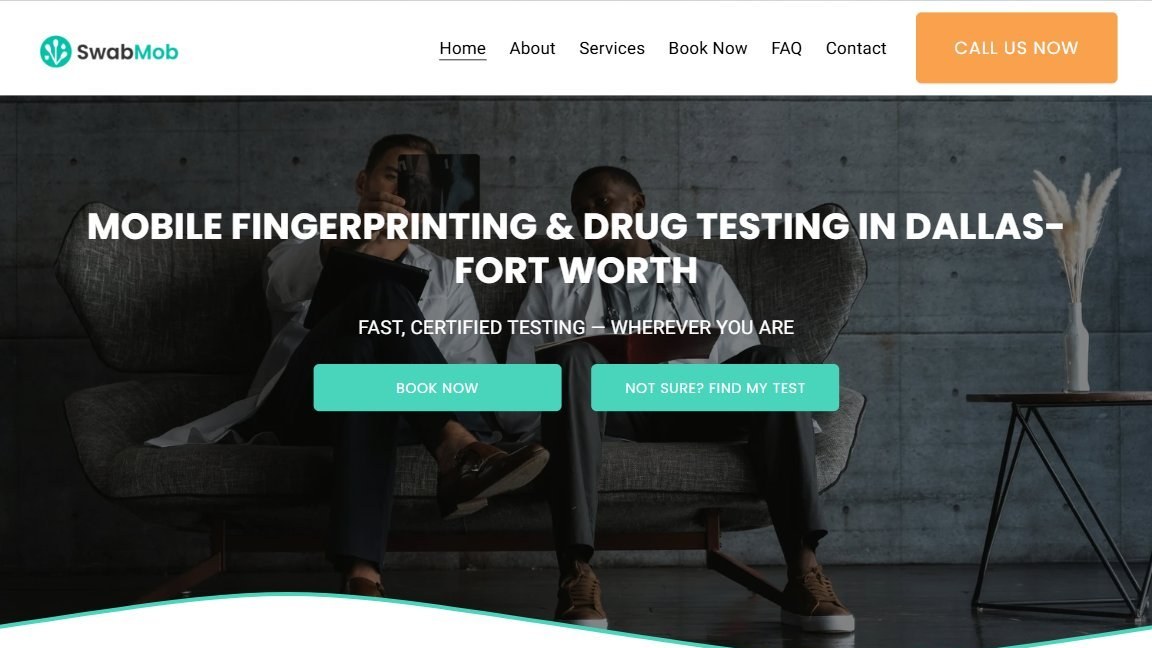 SwabMob
Home About Services Book Now FAQ Contact CALL US NOW
MOBILE FINGERPRINTING & DRUG TESTING IN DALLAS-
FORT WORTH
FAST, CERTIFIED TESTING — WHEREVER YOU ARE
BOOK NOW NOT SURE? FIND MY TEST